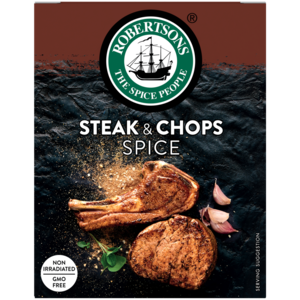 ROBERTSONS
®
THE SPICE PEOPLE
STEAK & CHOPS
SPICE
NON
IRRADIATED
GMO
FREE
SERVING SUGGESTION